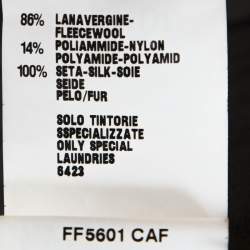 86% LANAVERGINE-
FLEECEWOOL
14% POLIAMMIDE-NYLON
POLYAMIDE-POLYAMID
100% SETA-SILK-SOIE
SEIDE
PELO/FUR
SOLO TINTORIE
SSPECIALIZZATE
ONLY SPECIAL
LAUNDRIES
6423
FF5601 CAF